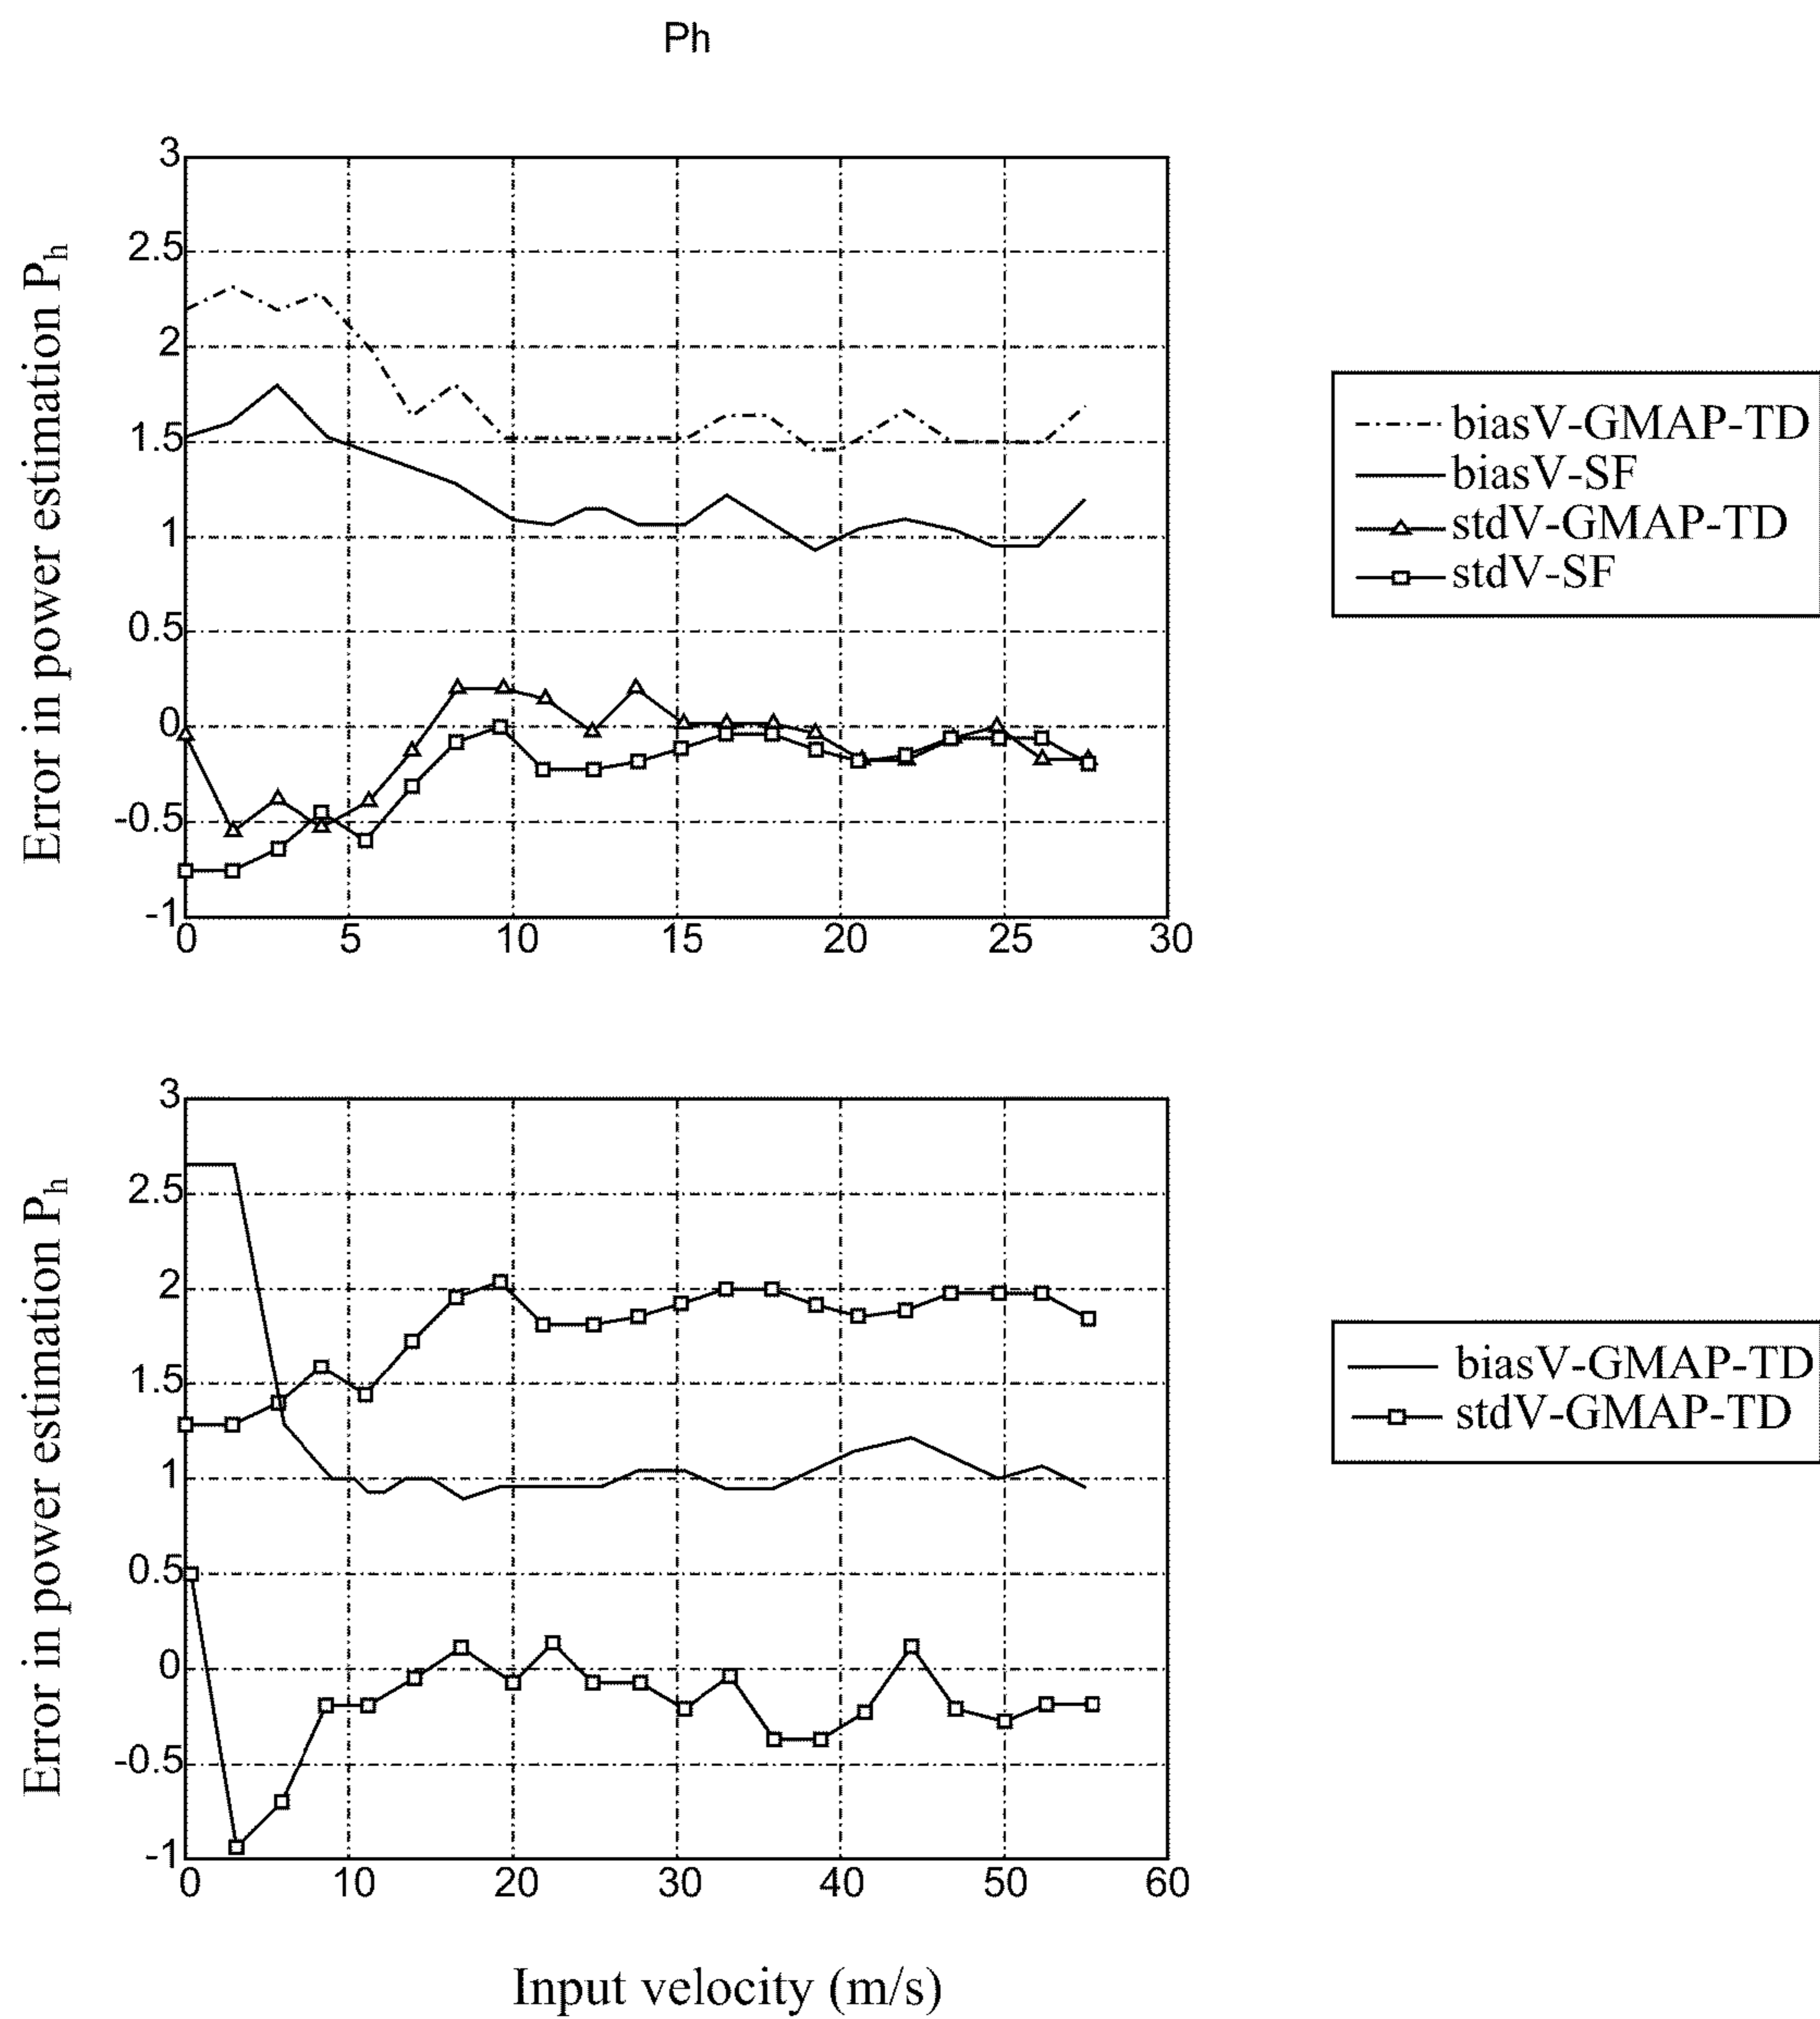 Ph
Error in power estimation Ph
3
2.5
2
1.5
1
0.5
0
-0.5
-1
0 5 10 15 20 25 30
biasV-GMAP-TD
biasV-SF
stdV-GMAP-TD
stdV-SF
Error in power estimation Ph
3
2.5
2
1.5
1
0.5
0
-0.5
-1
0 10 20 30 40 50 60
biasV-GMAP-TD
stdV-GMAP-TD
Input velocity (m/s)